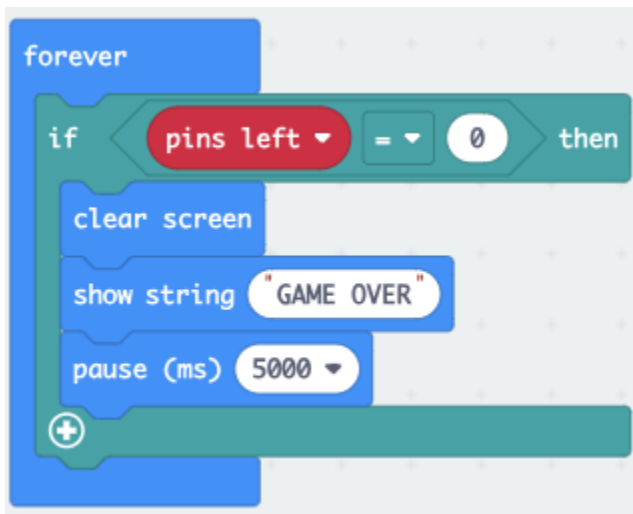 forever
if pins left = 0 then
clear screen
show string "GAME OVER"
pause (ms) 5000